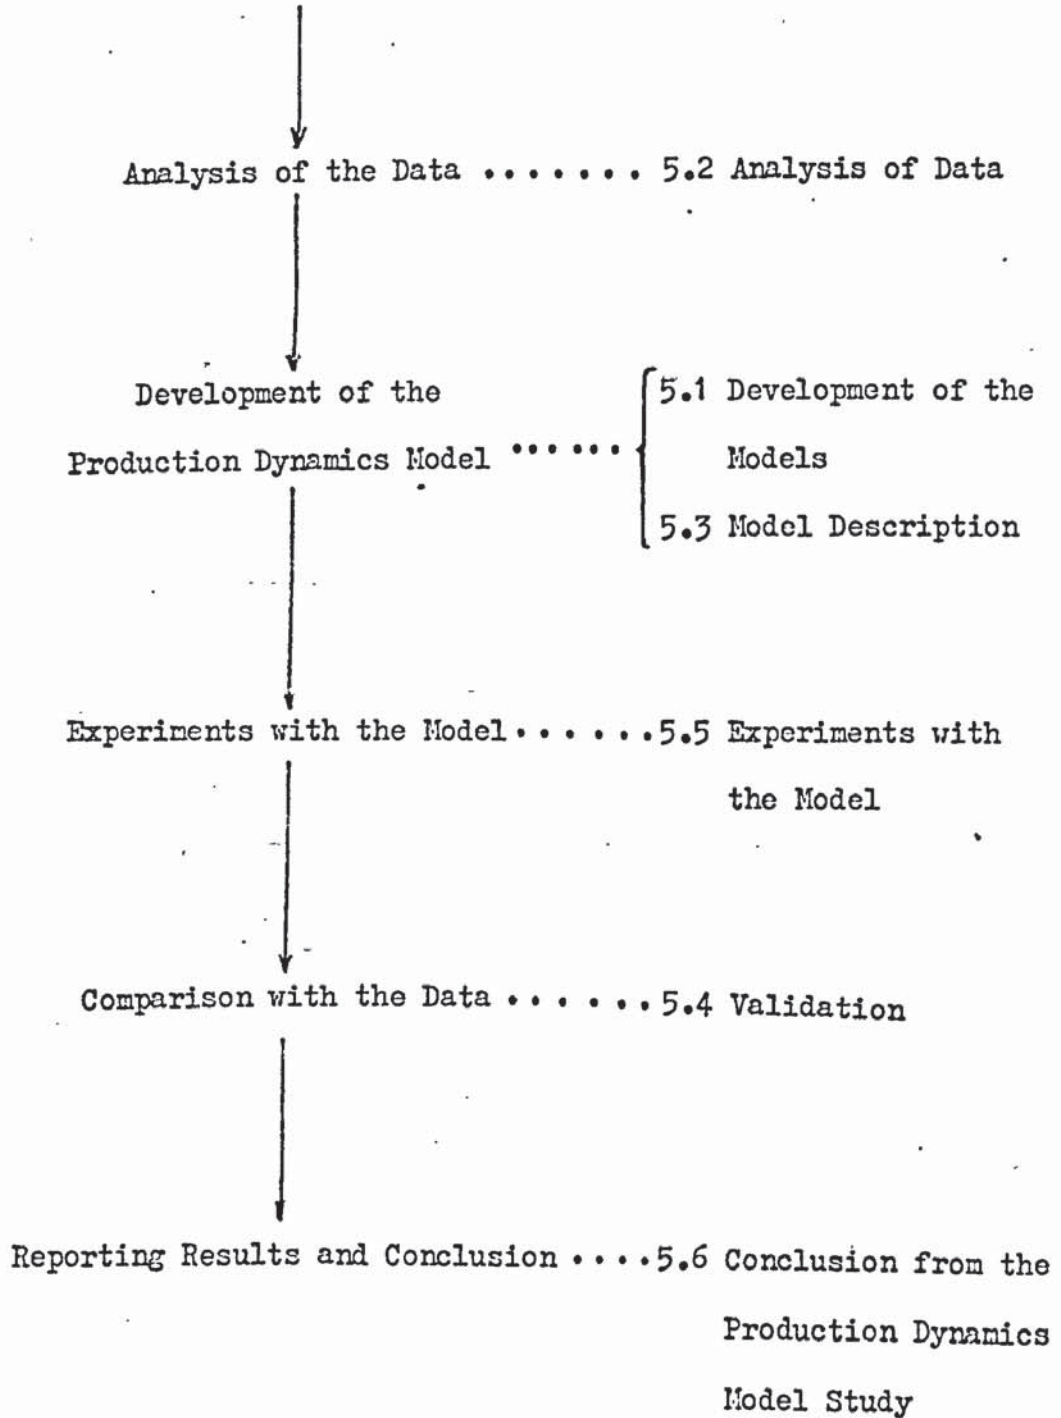 Analysis of the Data ....... 5.2 Analysis of Data
Development of the
Production Dynamics Model ......
5.1 Development of the
Models
5.3 Model Description
Experiments with the Model ...... 5.5 Experiments with
the Model
Comparison with the Data ...... 5.4 Validation
Reporting Results and Conclusion .... 5.6 Conclusion from the
Production Dynamics
Model Study